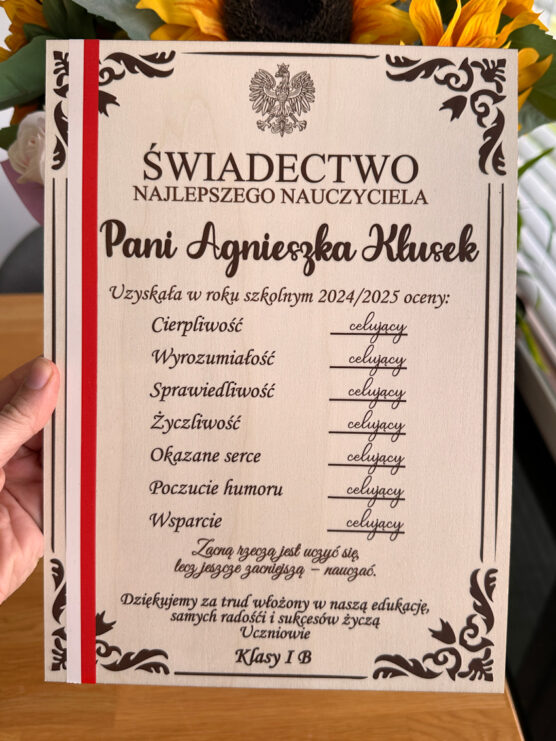 ŚWIADECTWO
NAJLEPSZEGO NAUCZYCIELA
Pani Agnieszka Kłusek
Uzyskała w roku szkolnym 2024/2025 oceny:
Cierpliwość celujący
Wyrozumiałość celujący
Sprawiedliwość celujący
Życzliwość celujący
Okazane serce celujący
Poczucie humoru celujący
Wsparcie celujący
Zacną rzeczą jest uczyć się,
lecz jeszcze zacniejszą – nauczać.
Dziękujemy za trud włożony w naszą edukację,
samych radośći i sukcesów życzą
Uczniowie
Klasy I B